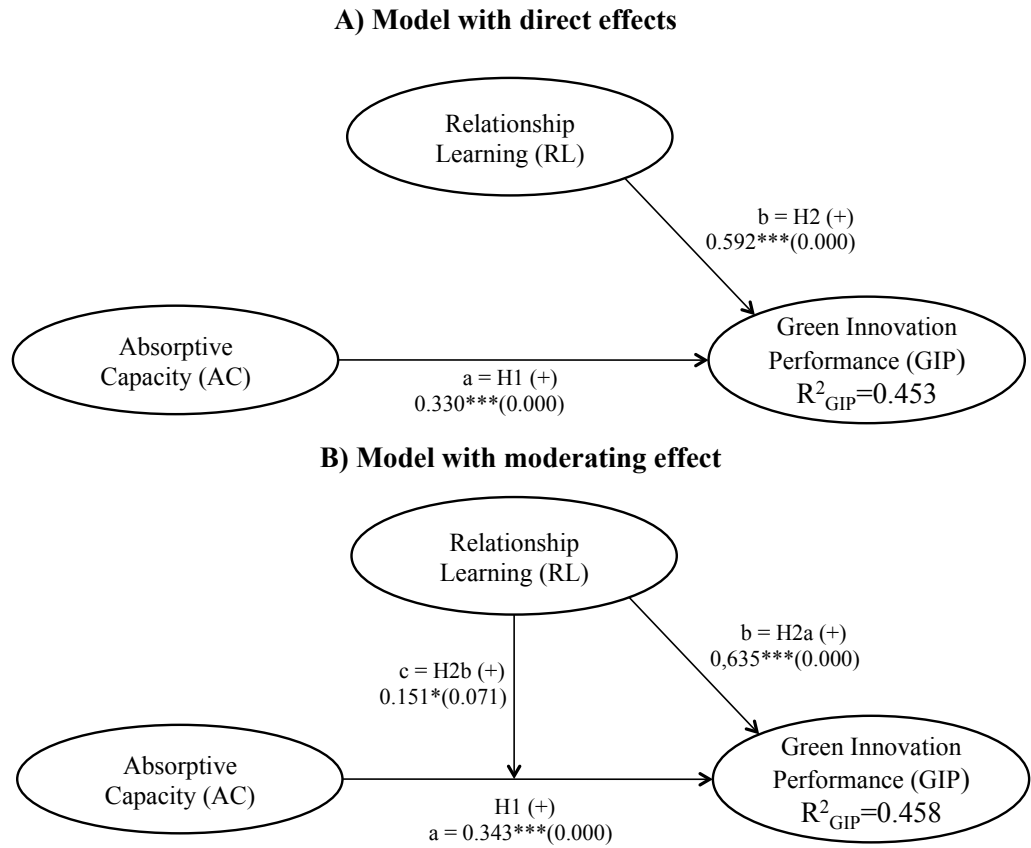 A) Model with direct effects
Relationship
Learning (RL)
b = H2 (+)
0.592***(0.000)
Absorptive
Capacity (AC)
a = H1 (+)
0.330***(0.000)
Green Innovation
Performance (GIP)
R²GIP=0.453
B) Model with moderating effect
Relationship
Learning (RL)
b = H2a (+)
0,635***(0.000)
c = H2b (+)
0.151*(0.071)
Absorptive
Capacity (AC)
H1 (+)
a = 0.343***(0.000)
Green Innovation
Performance (GIP)
R²GIP=0.458